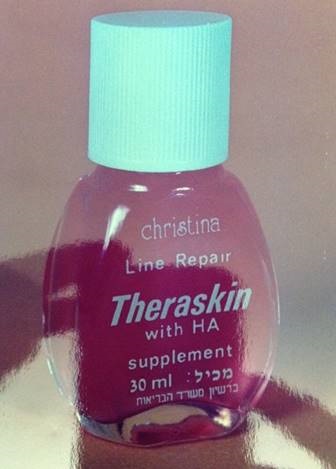 christina
Line Repair
Theraskin
with HA
supplement
30 ml מכיל:
ברשיון משרד הבריאות